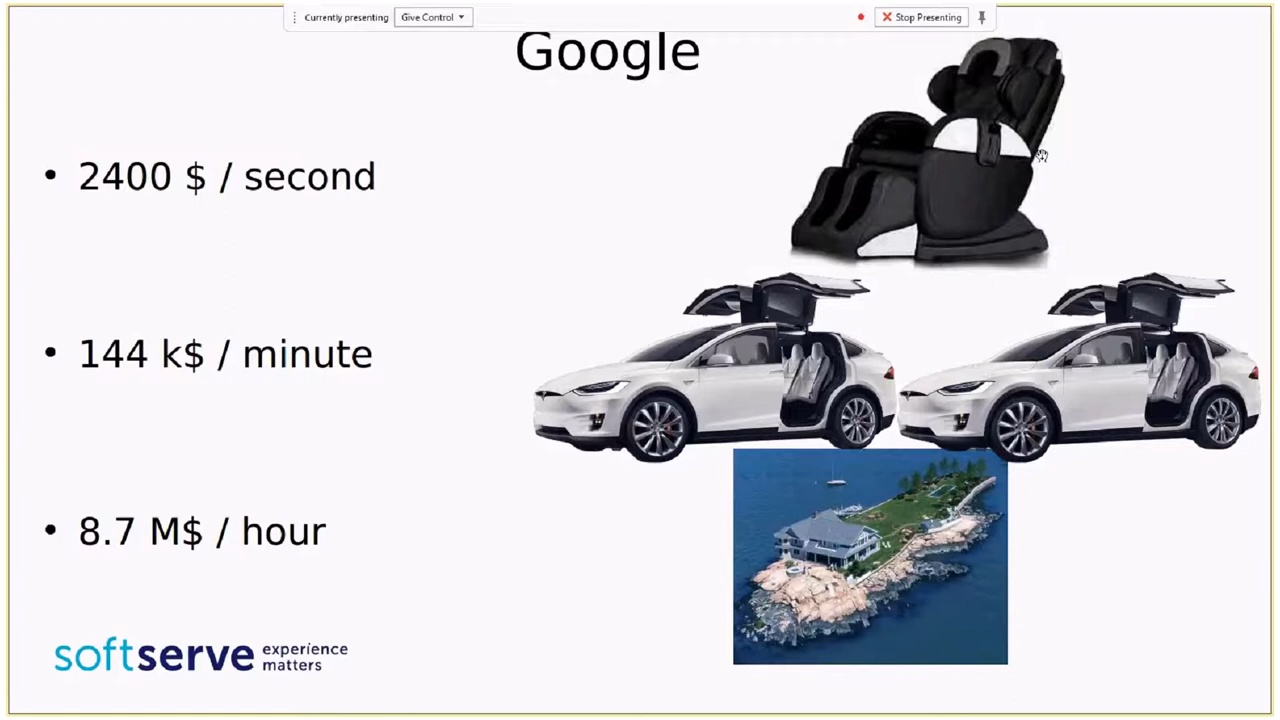 Currently presenting Give Control Stop Presenting
Google
• 2400 $ / second
• 144 k$ / minute
• 8.7 M$ / hour
softserve experience matters